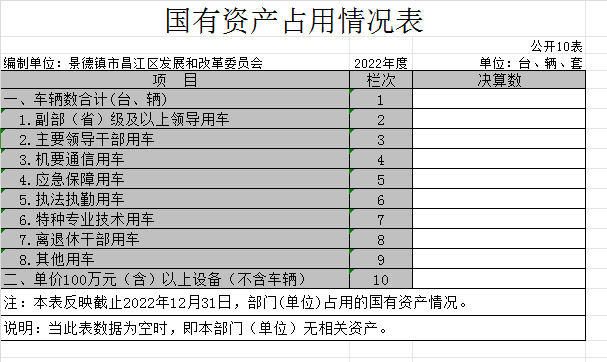 国有资产占用情况表
公开10表
编制单位：景德镇市昌江区发展和改革委员会 2022年度 单位：台、辆、套
项 目 栏次 决算数
一、车辆数合计(台、辆) 1
1.副部（省）级及以上领导用车 2
2.主要领导干部用车 3
3.机要通信用车 4
4.应急保障用车 5
5.执法执勤用车 6
6.特种专业技术用车 7
7.离退休干部用车 8
8.其他用车 9
二、单价100万元（含）以上设备（不含车辆） 10
注：本表反映截止2022年12月31日，部门(单位)占用的国有资产情况。
说明：当此表数据为空时，即本部门（单位）无相关资产。